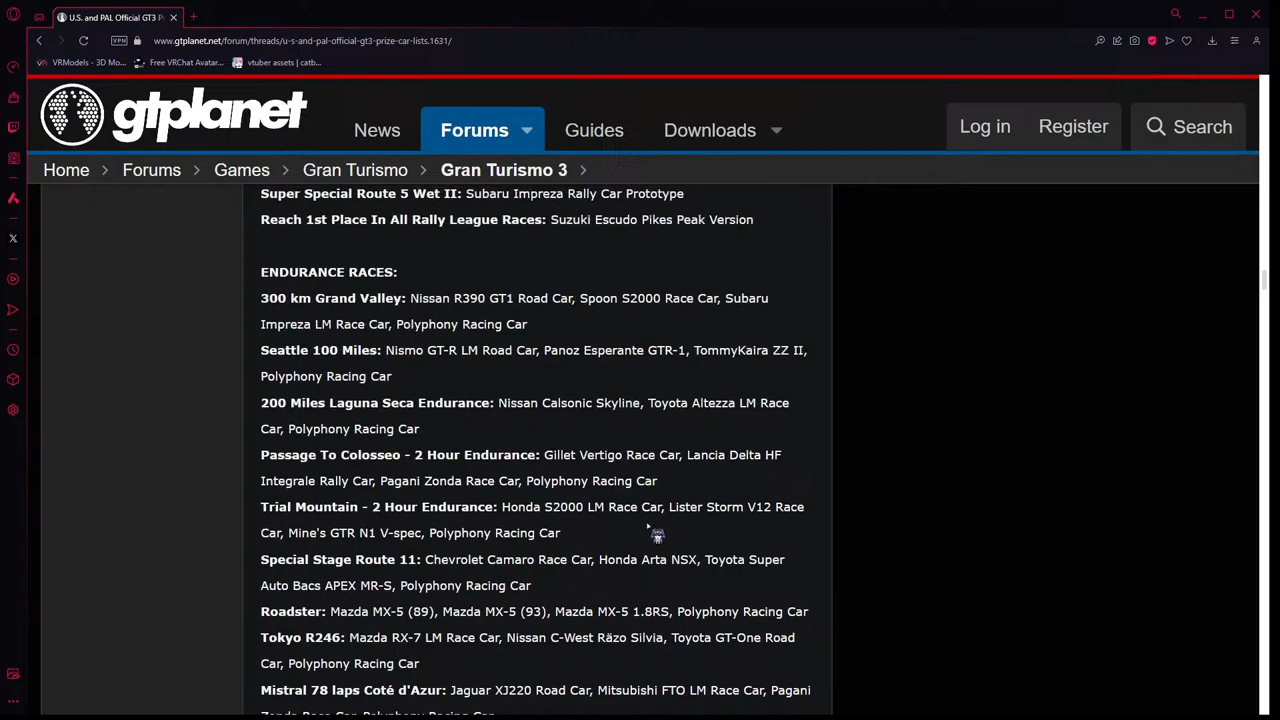 U.S. and PAL Official GT3 P
VPN
www.gtplanet.net/forum/threads/u-s-and-pal-official-gt3-prize-car-lists.1631/
VRModels - 3D Mo...
Free VRChat Avatar...
vtuber assets | catb...
gtplanet
News
Forums
Guides
Downloads
Log in
Register
Search
Home
Forums
Games
Gran Turismo
Gran Turismo 3
Super Special Route 5 Wet II: Subaru Impreza Rally Car Prototype
Reach 1st Place In All Rally League Races: Suzuki Escudo Pikes Peak Version
ENDURANCE RACES:
300 km Grand Valley: Nissan R390 GT1 Road Car, Spoon S2000 Race Car, Subaru
Impreza LM Race Car, Polyphony Racing Car
Seattle 100 Miles: Nismo GT-R LM Road Car, Panoz Esperante GTR-1, TommyKaira ZZ II,
Polyphony Racing Car
200 Miles Laguna Seca Endurance: Nissan Calsonic Skyline, Toyota Altezza LM Race
Car, Polyphony Racing Car
Passage To Colosseo - 2 Hour Endurance: Gillet Vertigo Race Car, Lancia Delta HF
Integrale Rally Car, Pagani Zonda Race Car, Polyphony Racing Car
Trial Mountain - 2 Hour Endurance: Honda S2000 LM Race Car, Lister Storm V12 Race
Car, Mine's GTR N1 V-spec, Polyphony Racing Car
Special Stage Route 11: Chevrolet Camaro Race Car, Honda Arta NSX, Toyota Super
Auto Bacs APEX MR-S, Polyphony Racing Car
Roadster: Mazda MX-5 (89), Mazda MX-5 (93), Mazda MX-5 1.8RS, Polyphony Racing Car
Tokyo R246: Mazda RX-7 LM Race Car, Nissan C-West Räzo Silvia, Toyota GT-One Road
Car, Polyphony Racing Car
Mistral 78 laps Coté d'Azur: Jaguar XJ220 Road Car, Mitsubishi FTO LM Race Car, Pagani
Zonda Race Car, Polyphony Racing Car